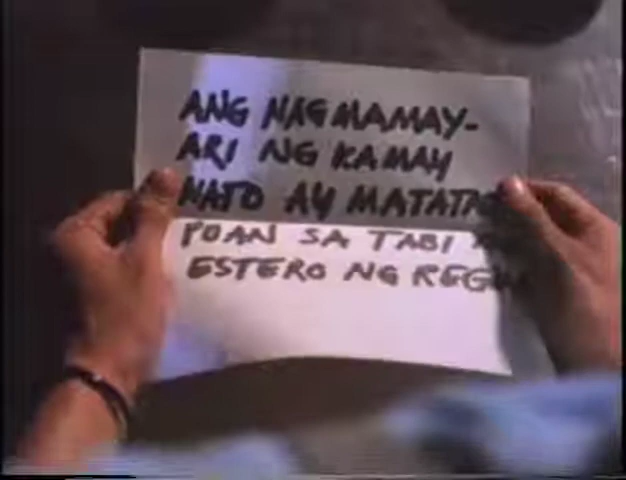 ANG NAGMAMAY-
ARI NG KAMAY
NATO AY
POAN SA TABI
ESTERO NG